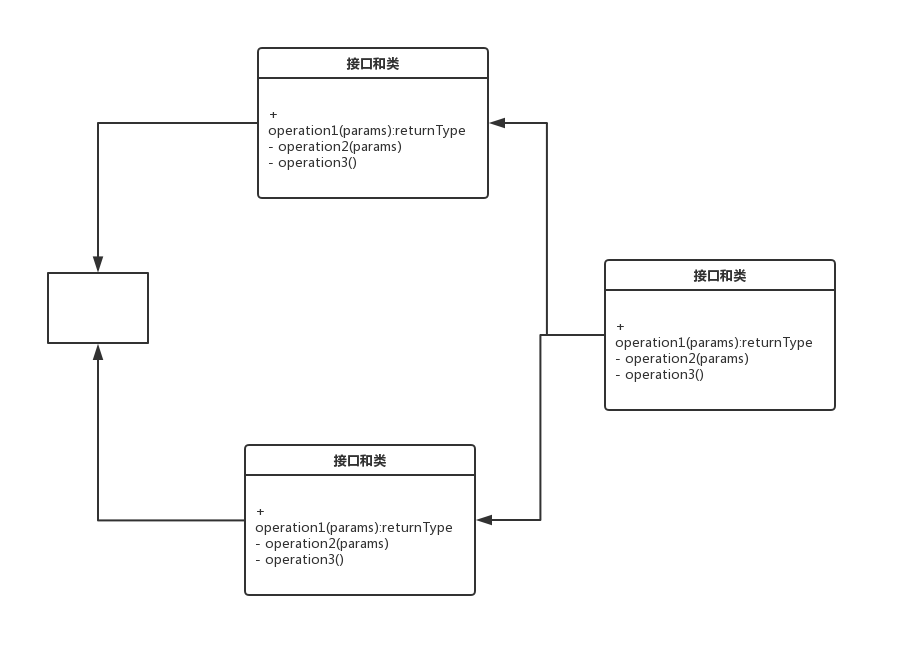 接口和类
+
operation1(params):returnType
- operation2(params)
- operation3()
接口和类
+
operation1(params):returnType
- operation2(params)
- operation3()
接口和类
+
operation1(params):returnType
- operation2(params)
- operation3()